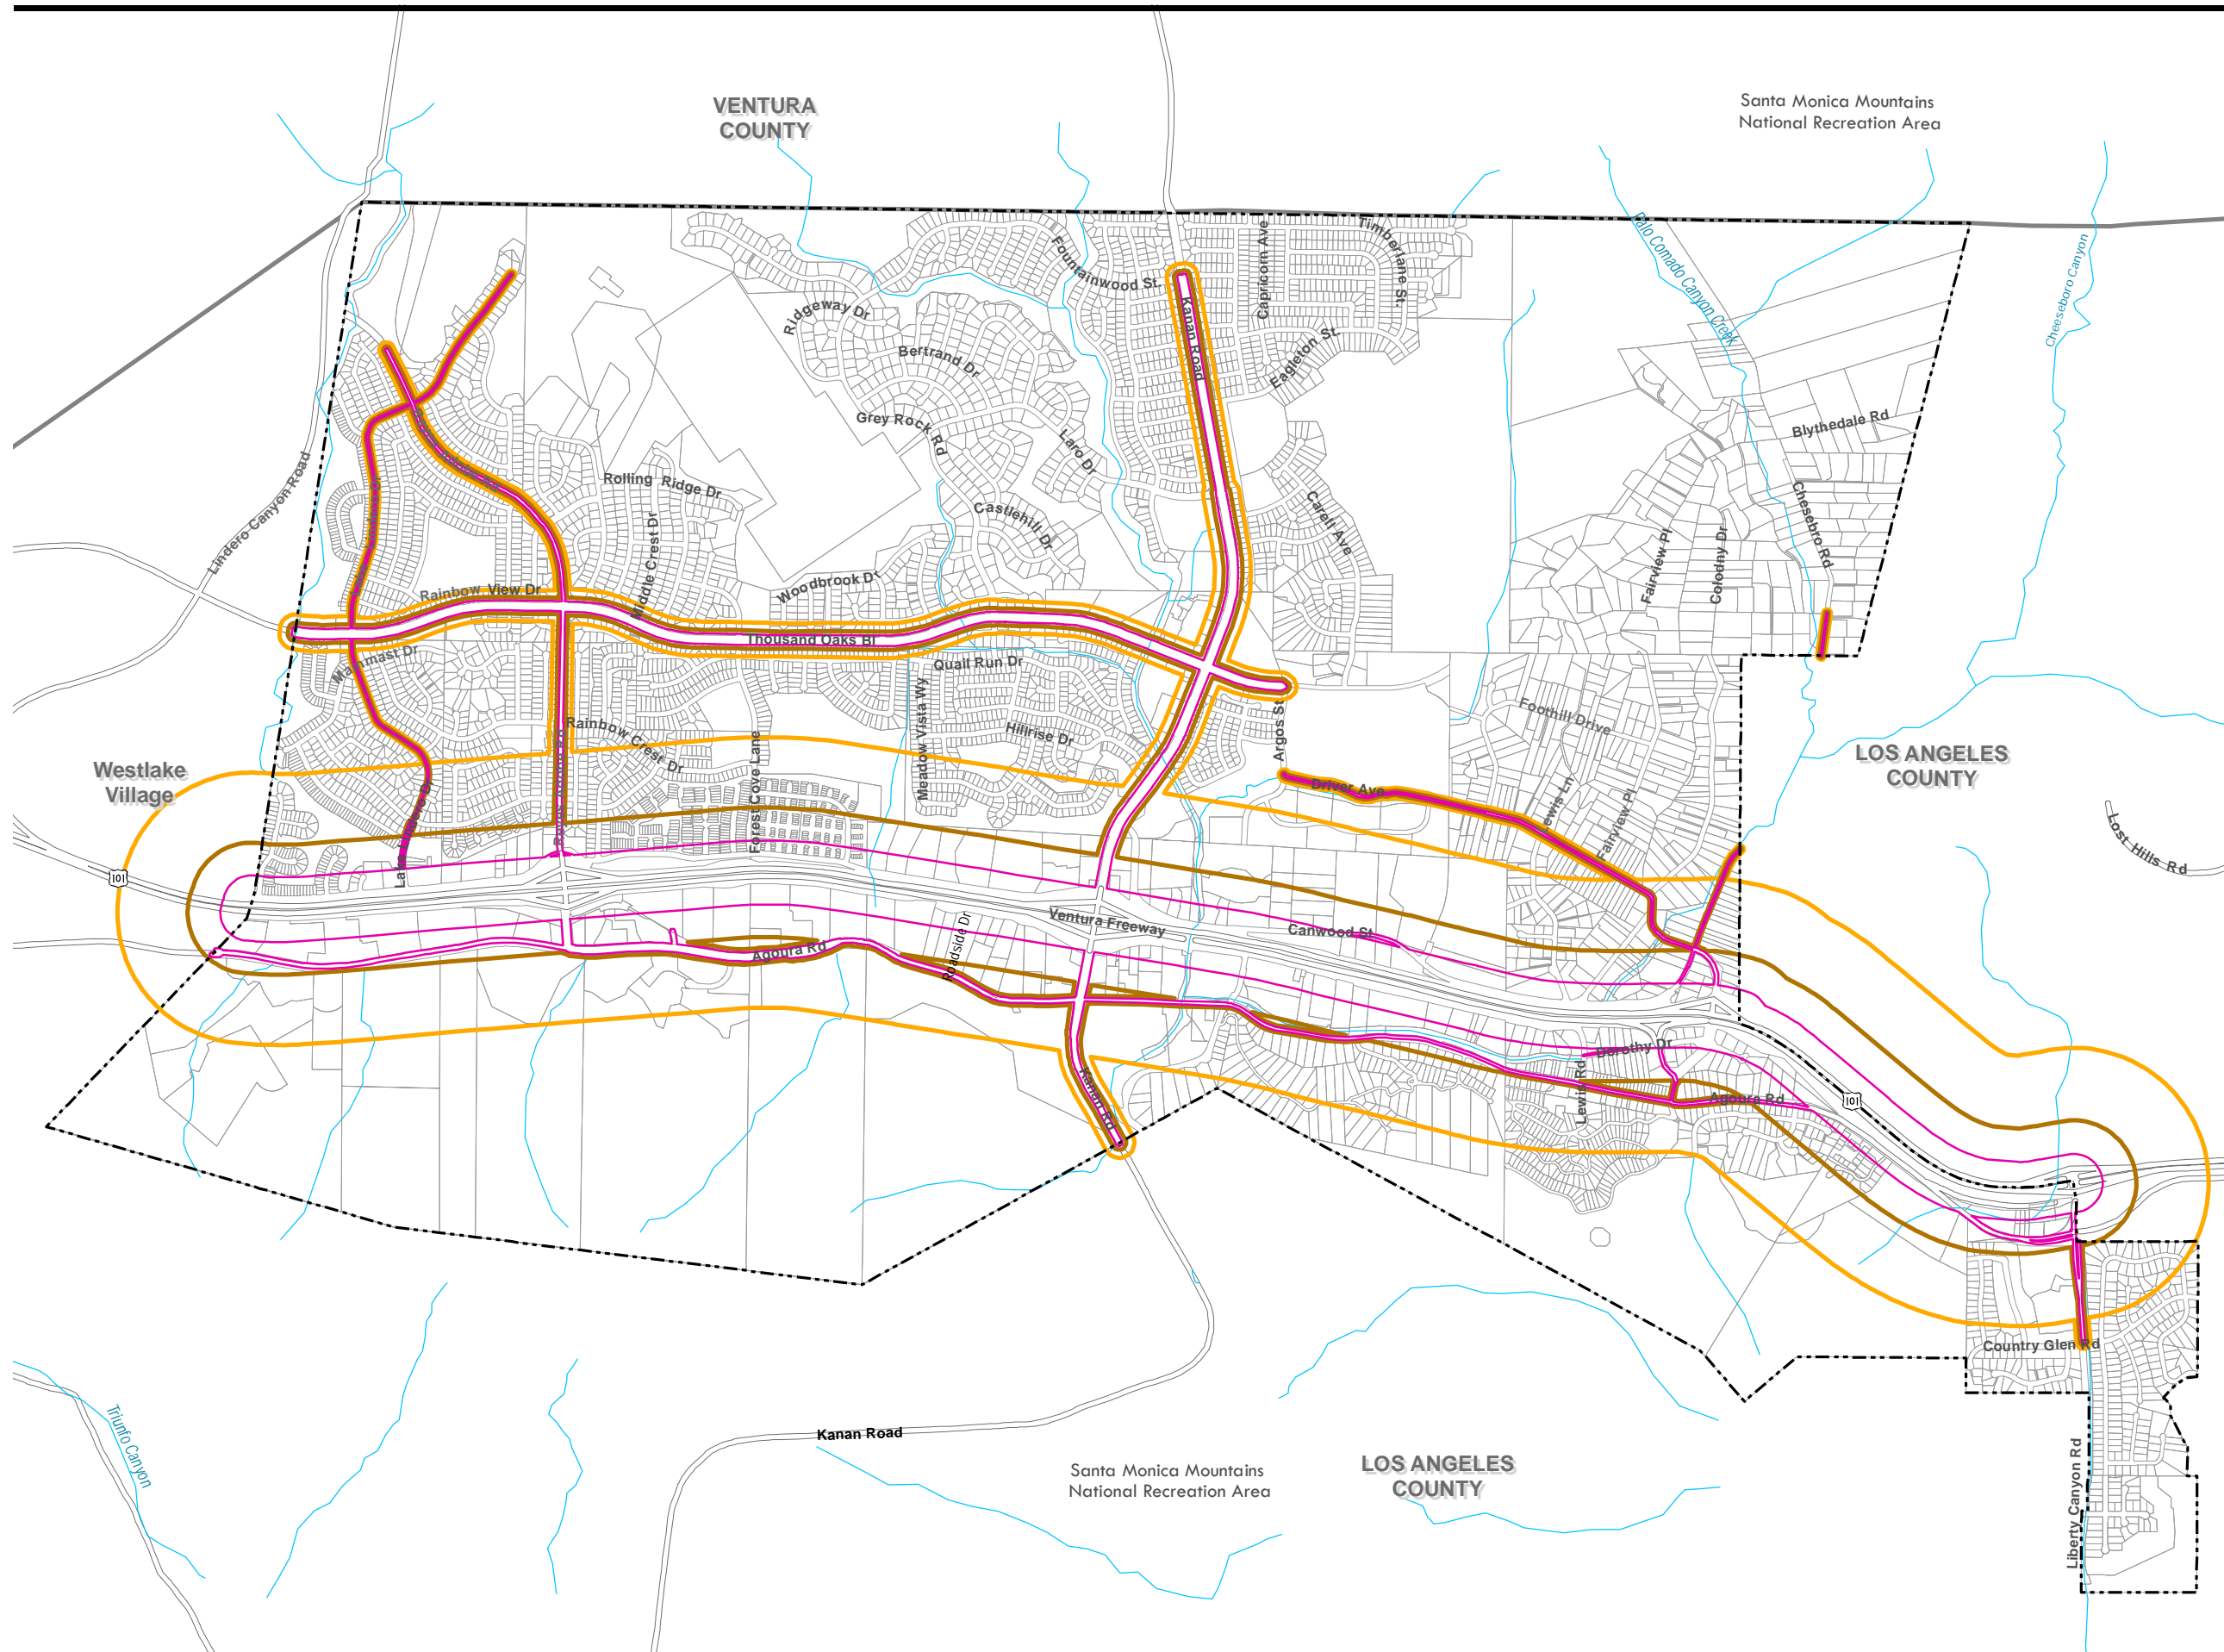 VENTURA
COUNTY
Santa Monica Mountains
National Recreation Area
Palo Comado Canyon Creek
Cheeseboro Canyon
Fountainwood St.
Capricorn Ave
Timberlane St.
Ridgeway Dr
Kanan Road
Bertrand Dr
Eagleton St.
Grey Rock Rd
Laro Dr
Blythedale Rd
Rolling Ridge Dr
Lindero Canyon Road
Castlehill Dr
Carell Ave
Chesebro Rd
Middle Crest Dr
Fairview Pl
Colodny Dr
Rainbow View Dr
Woodbrook Dr
Thousand Oaks Bl
Mainmast Dr
Quail Run Dr
Meadow Vista Wy
Rainbow Crest Dr
Hillrise Dr
Argos St
Foothill Drive
Forest Cove Lane
LOS ANGELES
COUNTY
Westlake
Village
Driver Ave
Lewis Ln
Fairview Pl
Lost Hills Rd
101
Ventura Freeway
Canwood St
Roadside Dr
Agoura Rd
Dorothy Dr
Lewis Rd
Agoura Rd
101
Kanan Rd
Country Glen Rd
Kanan Road
Triunfo Canyon
Santa Monica Mountains
National Recreation Area
LOS ANGELES
COUNTY
Liberty Canyon Rd